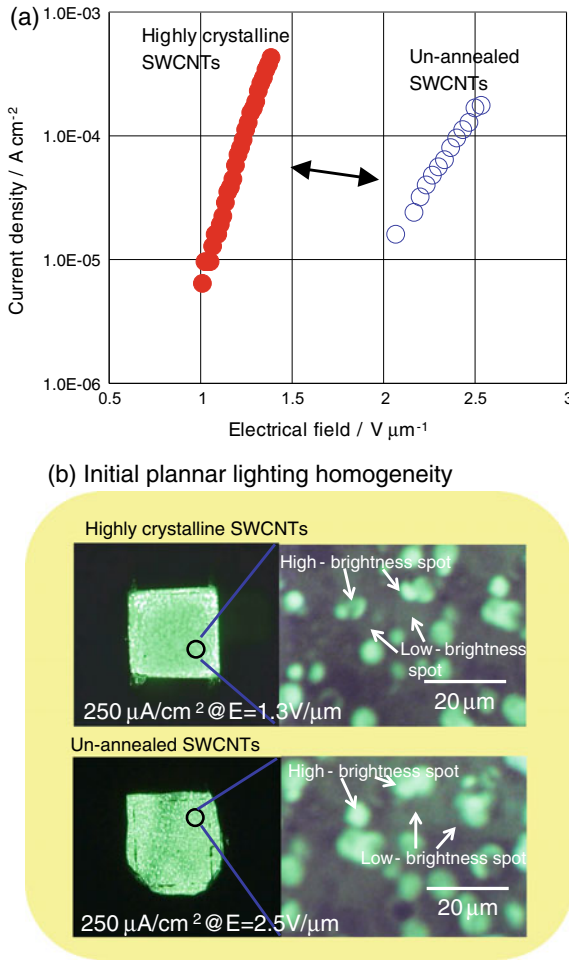 (a)
1.0E-03
Highly crystalline
SWCNTs
Un-annealed
SWCNTs
1.0E-04
1.0E-05
1.0E-06
Current density / A cm⁻²
0.5
1
1.5
2
2.5
3
Electrical field / V μm⁻¹
(b) Initial plannar lighting homogeneity
Highly crystalline SWCNTs
High - brightness spot
Low - brightness
spot
20 μm
250 μA/cm² @ E=1.3V/μm
Un-annealed SWCNTs
High - brightness spot
Low - brightness spot
20 μm
250 μA/cm² @ E=2.5V/μm